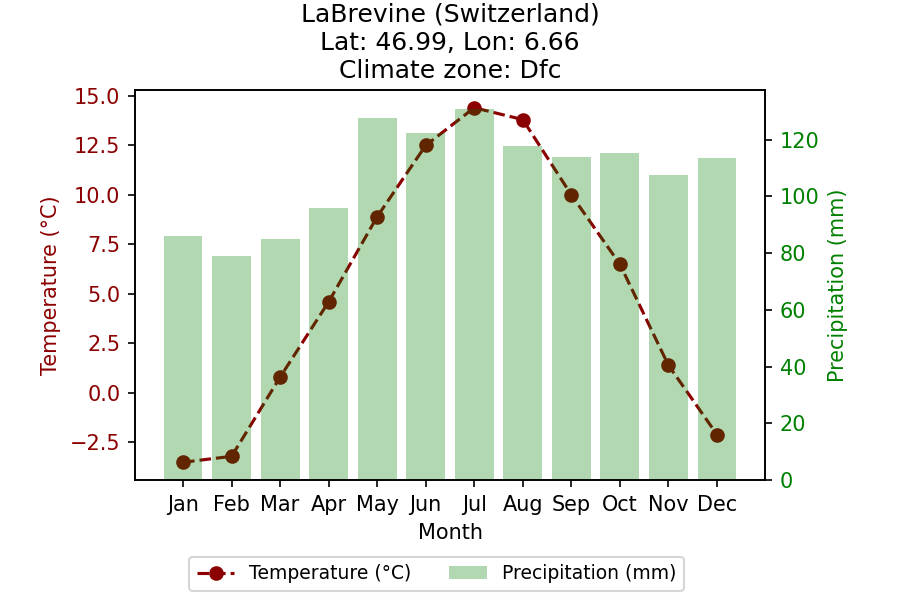 LaBrevine (Switzerland)
Lat: 46.99, Lon: 6.66
Climate zone: Dfc
Temperature (°C)
15.0
12.5
10.0
7.5
5.0
2.5
0.0
−2.5
120
100
80
60
40
20
0
Precipitation (mm)
Jan Feb Mar Apr May Jun Jul Aug Sep Oct Nov Dec
Month
Temperature (°C) Precipitation (mm)